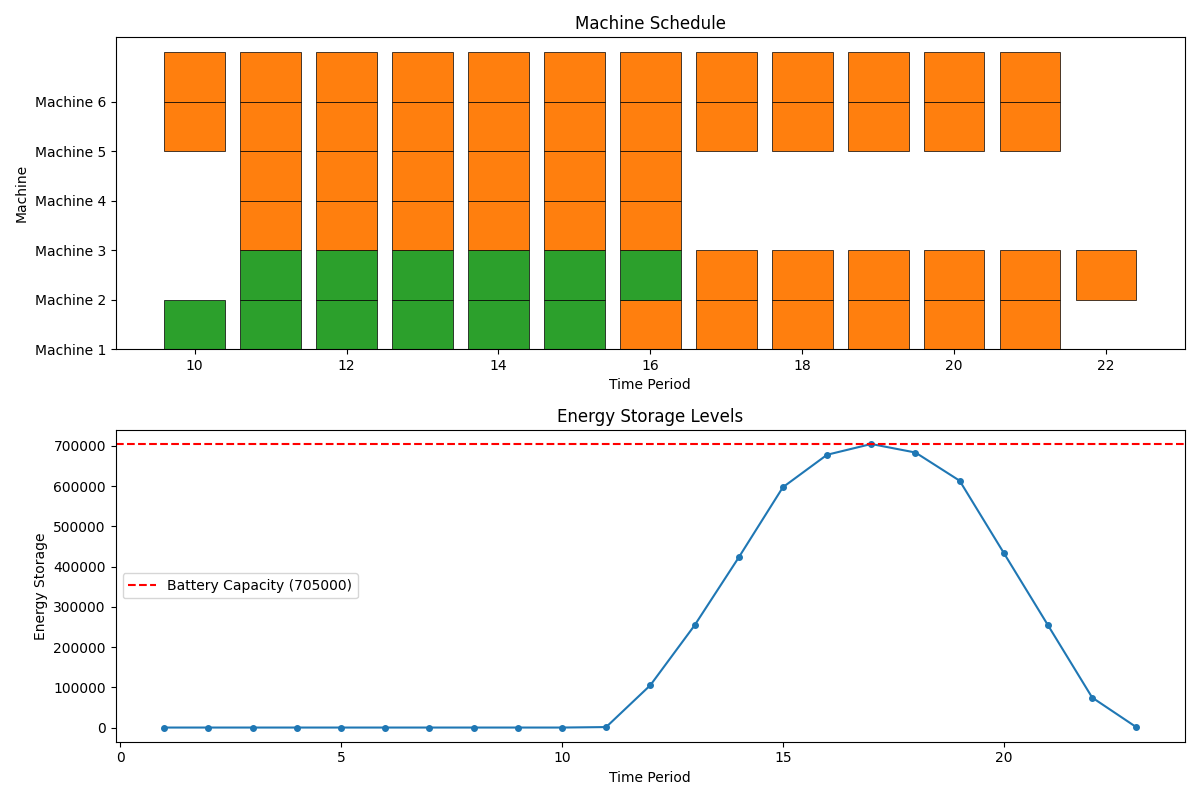 Machine Schedule
Machine 6
Machine 5
Machine 4
Machine 3
Machine 2
Machine 1
Machine
10 12 14 16 18 20 22
Time Period
Energy Storage Levels
700000
600000
500000
400000
300000
200000
100000
0
Energy Storage
Battery Capacity (705000)
0 5 10 15 20
Time Period